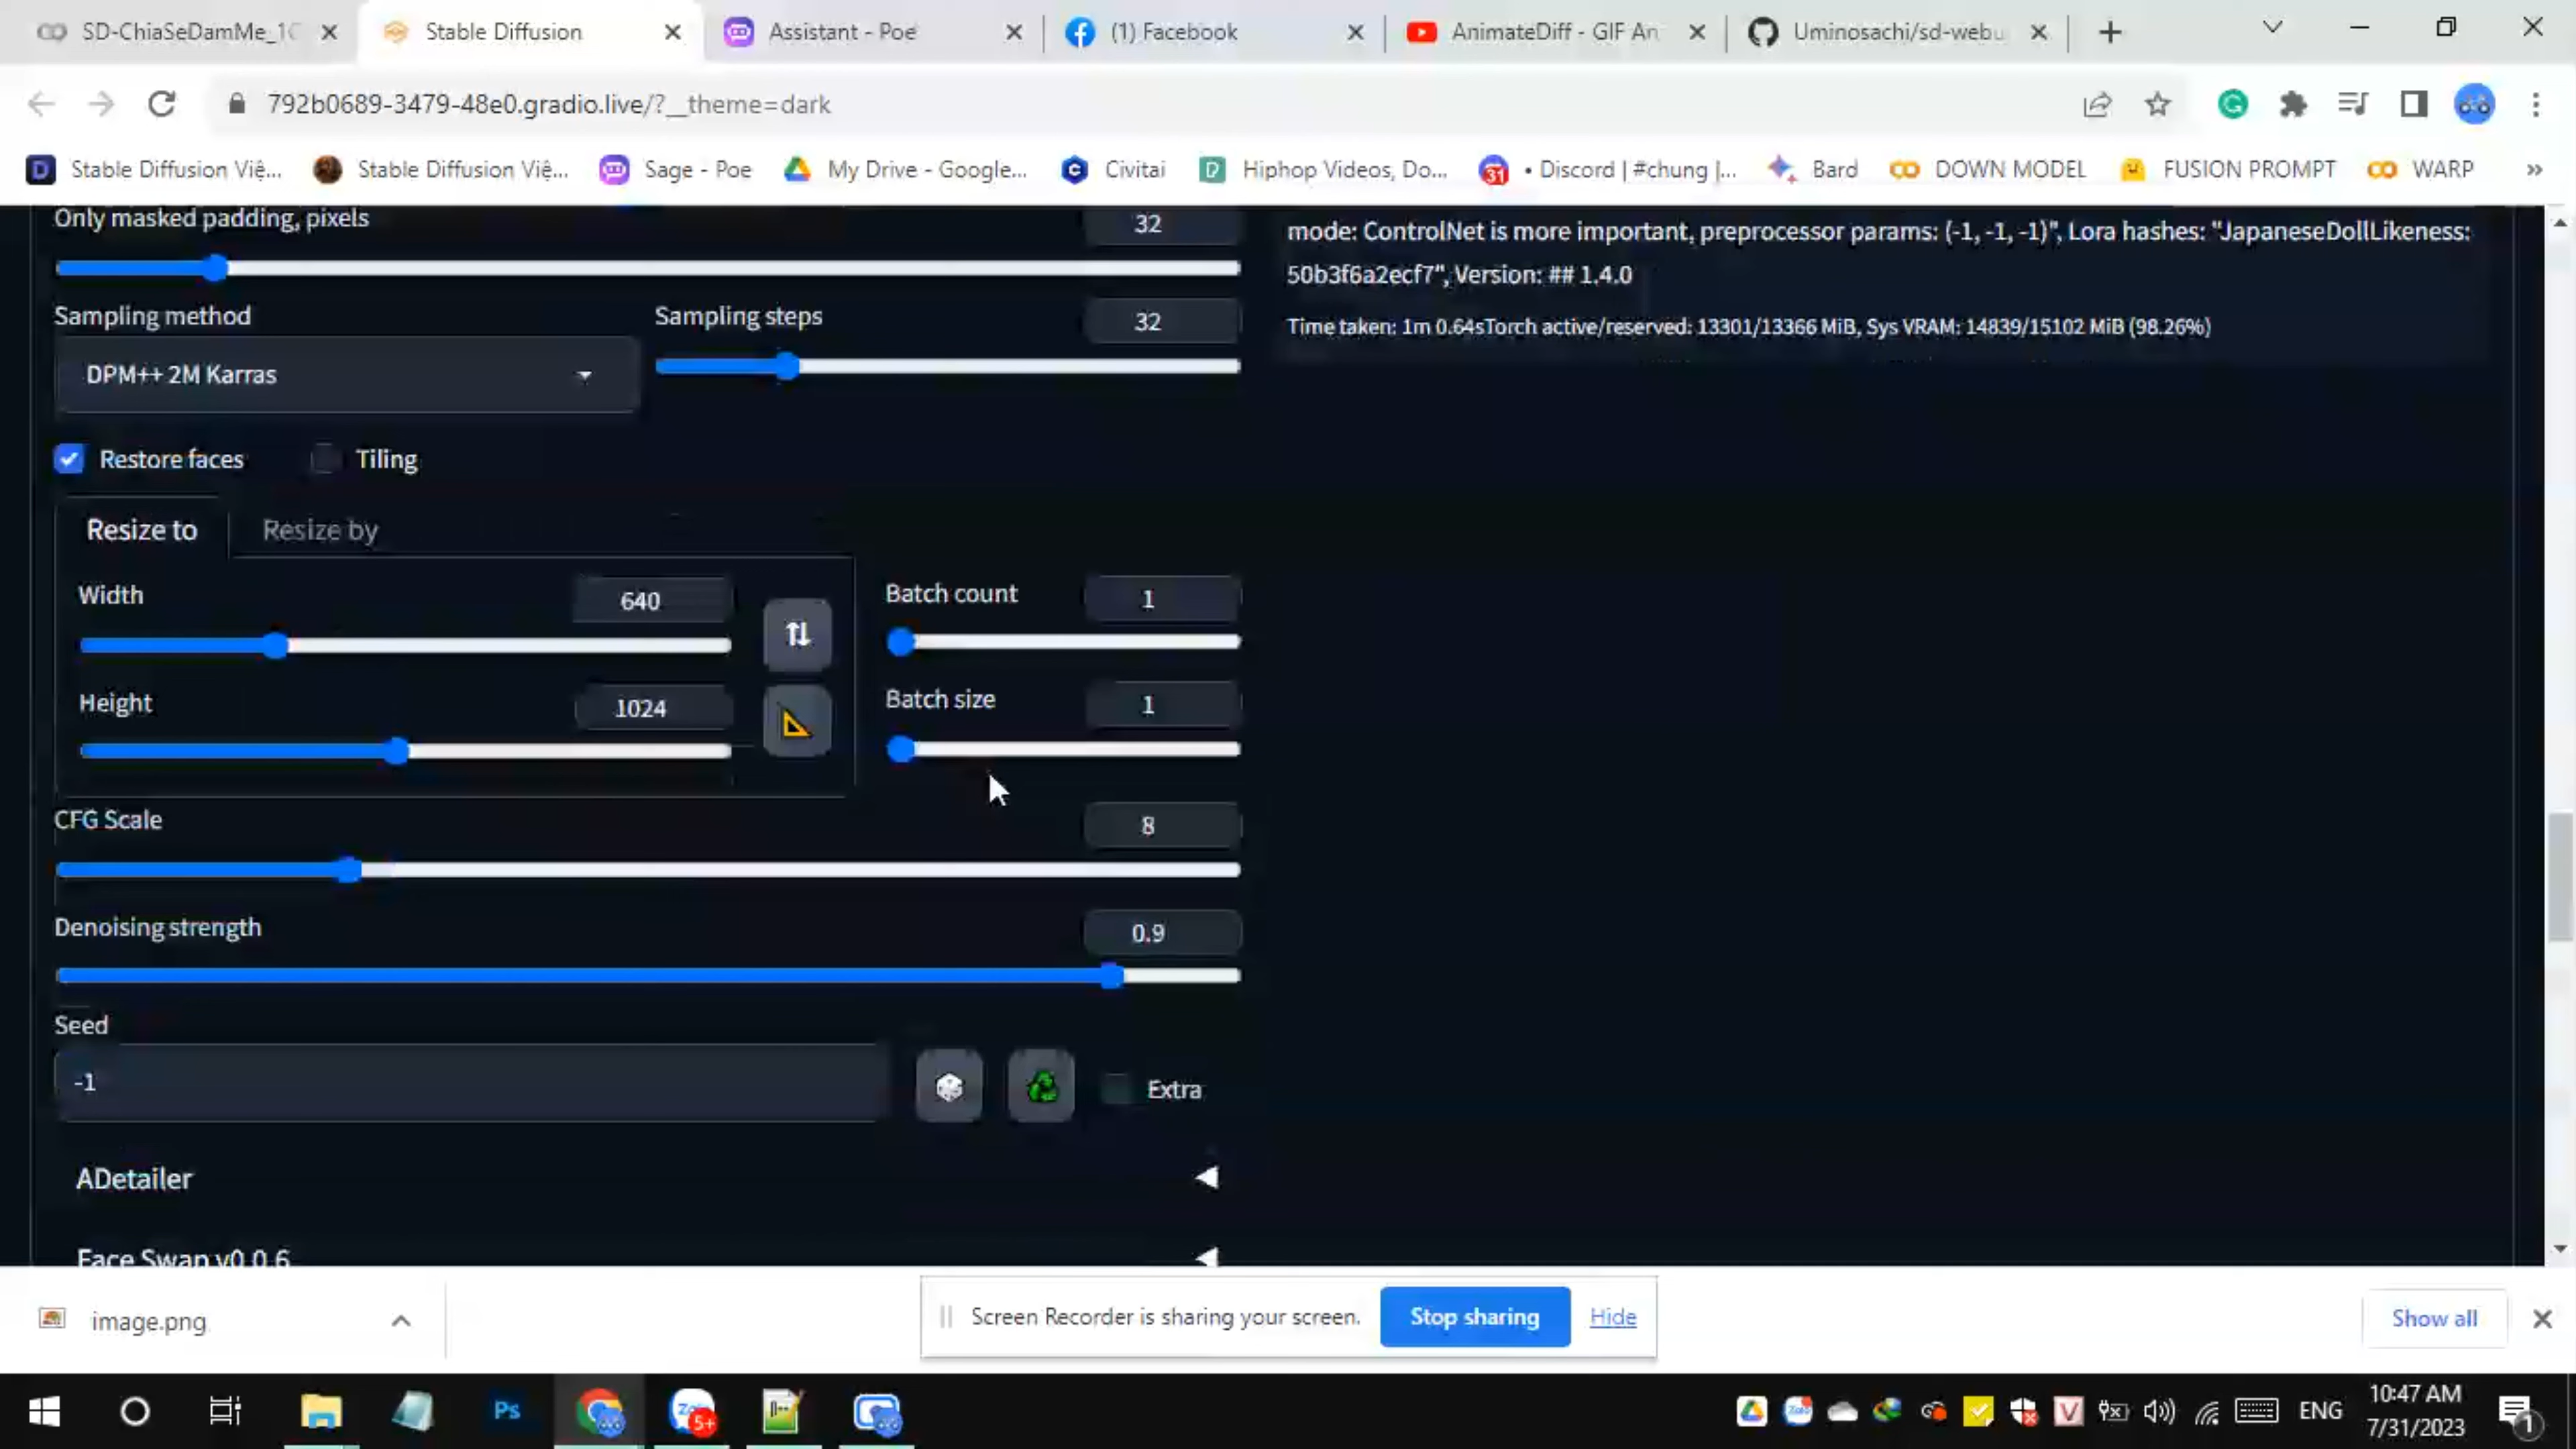 SD-ChiaSeDamMe_1
Stable Diffusion
Assistant - Poe
(1) Facebook
AnimateDiff - GIF An
Uminosachi/sd-webu
792b0689-3479-48e0.gradio.live/?__theme=dark
Stable Diffusion Việ...
Stable Diffusion Việ...
Sage - Poe
My Drive - Google...
Civitai
Hiphop Videos, Do...
• Discord | #chung |...
Bard
DOWN MODEL
FUSION PROMPT
WARP
Only masked padding, pixels
32
mode: ControlNet is more important, preprocessor params: (-1, -1, -1)", Lora hashes: "JapaneseDollLikeness:
50b3f6a2ecf7", Version: ## 1.4.0
Time taken: 1m 0.64sTorch active/reserved: 13301/13366 MiB, Sys VRAM: 14839/15102 MiB (98.26%)
Sampling method
Sampling steps
32
DPM++ 2M Karras
Restore faces
Tiling
Resize to
Resize by
Width
640
Batch count
1
Height
1024
Batch size
1
CFG Scale
8
Denoising strength
0.9
Seed
-1
Extra
ADetailer
Face Swap v0.0.6
image.png
Screen Recorder is sharing your screen.
Stop sharing
Hide
Show all
Ps
5+
ENG
10:47 AM
7/31/2023
1